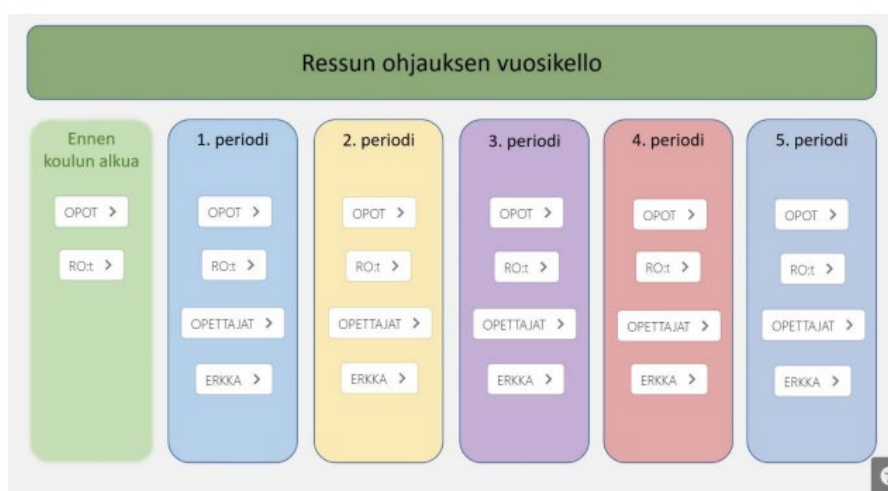 Ressun ohjauksen vuosikello
Ennen
koulun alkua
OPOT
RO:t
1. periodi
OPOT
RO:t
OPETTAJAT
ERKKA
2. periodi
OPOT
RO:t
OPETTAJAT
ERKKA
3. periodi
OPOT
RO:t
OPETTAJAT
ERKKA
4. periodi
OPOT
RO:t
OPETTAJAT
ERKKA
5. periodi
OPOT
RO:t
OPETTAJAT
ERKKA